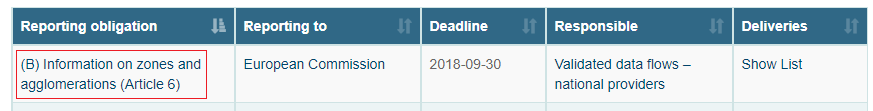 Reporting obligation Reporting to Deadline Responsible Deliveries
(B) Information on zones and European Commission 2018-09-30 Validated data flows – Show List
agglomerations (Article 6) national providers